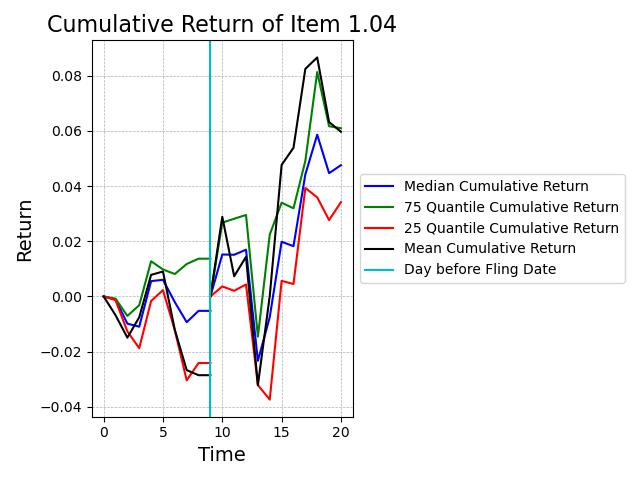 Cumulative Return of Item 1.04
Return
0.08
0.06
0.04
0.02
0.00
−0.02
−0.04
0 5 10 15 20
Time
Median Cumulative Return
75 Quantile Cumulative Return
25 Quantile Cumulative Return
Mean Cumulative Return
Day before Fling Date